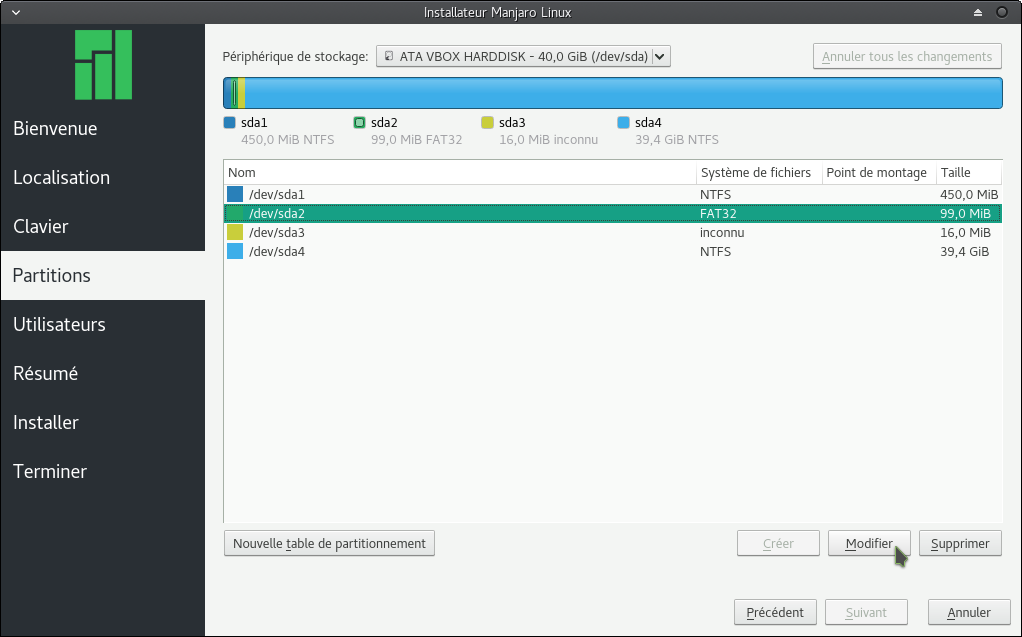 Installateur Manjaro Linux
Bienvenue
Localisation
Clavier
Partitions
Utilisateurs
Résumé
Installer
Terminer
Périphérique de stockage: ATA VBOX HARDDISK - 40,0 GiB (/dev/sda) Annuler tous les changements
sda1 sda2 sda3 sda4
450,0 MiB NTFS 99,0 MiB FAT32 16,0 MiB inconnu 39,4 GiB NTFS
Nom Système de fichiers Point de montage Taille
/dev/sda1 NTFS 450,0 MiB
/dev/sda2 FAT32 99,0 MiB
/dev/sda3 inconnu 16,0 MiB
/dev/sda4 NTFS 39,4 GiB
Nouvelle table de partitionnement Créer Modifier Supprimer
Précédent Suivant Annuler